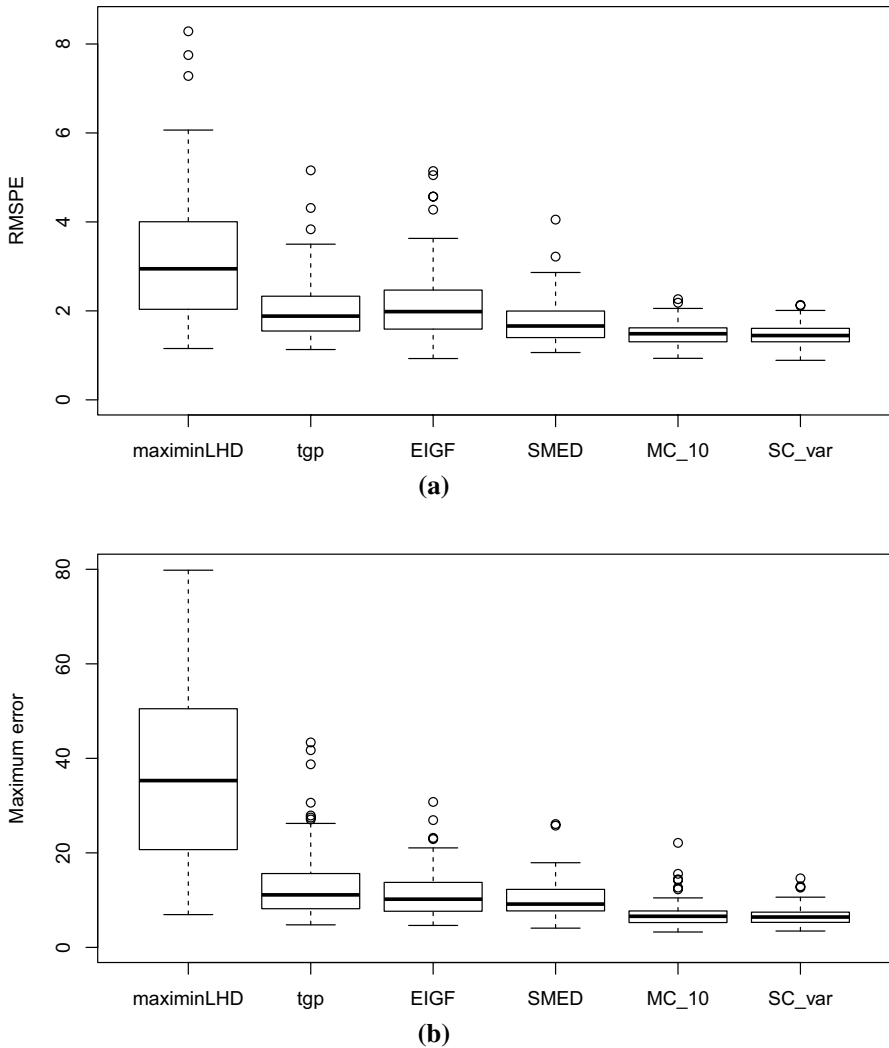 8
6
4
2
0
RMSPE
maximinLHD tgp EIGF SMED MC_10 SC_var
(a)
80
60
40
20
0
Maximum error
maximinLHD tgp EIGF SMED MC_10 SC_var
(b)